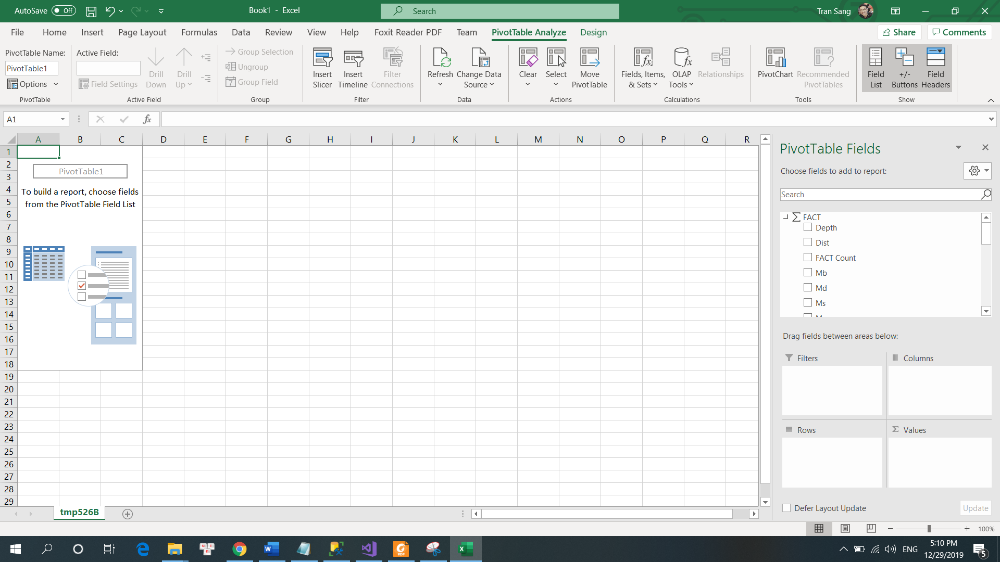 AutoSave Off Book1 - Excel Search Tran Sang
File Home Insert Page Layout Formulas Data Review View Help Foxit Reader PDF Team PivotTable Analyze Design Share Comments
PivotTable Name:
PivotTable1
Options
PivotTable
Active Field:
Field Settings
Drill
Down
Drill
Up
Active Field
Group Selection
Ungroup
7 Group Field
Group
Insert
Slicer
Insert
Timeline
Filter
Connections
Filter
Refresh
Change Data
Source
Data
Clear
Select
Move
PivotTable
Actions
Fields, Items,
& Sets
OLAP
Tools
Relationships
Calculations
PivotChart
Recommended
PivotTables
Tools
Field
List
+/-
Buttons
Field
Headers
Show
A1 fx
A B C D E F G H I J K L M N O P Q R
1
2
3
4
5
6
7
8
9
10
11
12
13
14
15
16
17
18
19
20
21
22
23
24
25
26
27
28
29
PivotTable1
To build a report, choose fields
from the PivotTable Field List
PivotTable Fields
Choose fields to add to report:
Search
Σ FACT
Depth
Dist
FACT Count
Mb
Md
Ms
Drag fields between areas below:
Filters
Columns
Rows
Σ Values
Defer Layout Update Update
tmp526B
100%
ENG
5:10 PM
12/29/2019
5